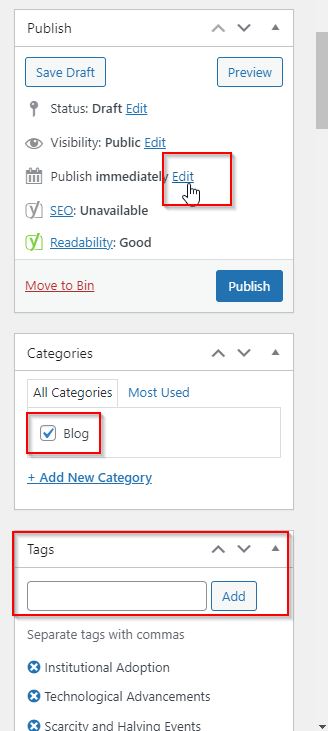 Publish
Save Draft Preview
Status: Draft Edit
Visibility: Public Edit
Publish immediately Edit
SEO: Unavailable
Readability: Good
Move to Bin Publish
Categories
All Categories Most Used
Blog
+ Add New Category
Tags
Add
Separate tags with commas
Institutional Adoption
Technological Advancements
Scarcity and Halving Events